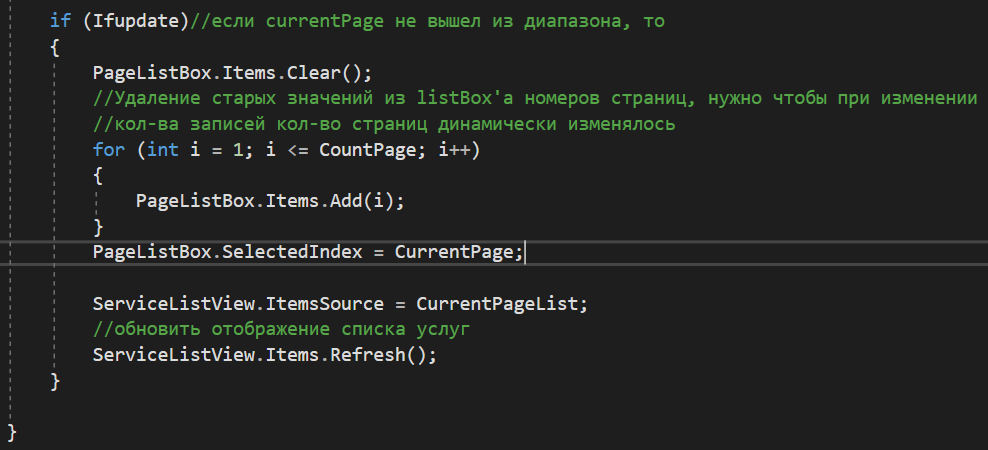 if (Ifupdate)//если currentPage не вышел из диапазона, то
{
PageListBox.Items.Clear();
//Удаление старых значений из listBox'а номеров страниц, нужно чтобы при изменении
//кол-ва записей кол-во страниц динамически изменялось
for (int i = 1; i <= CountPage; i++)
{
PageListBox.Items.Add(i);
}
PageListBox.SelectedIndex = CurrentPage;
ServiceListView.ItemsSource = CurrentPageList;
//обновить отображение списка услуг
ServiceListView.Items.Refresh();
}
}